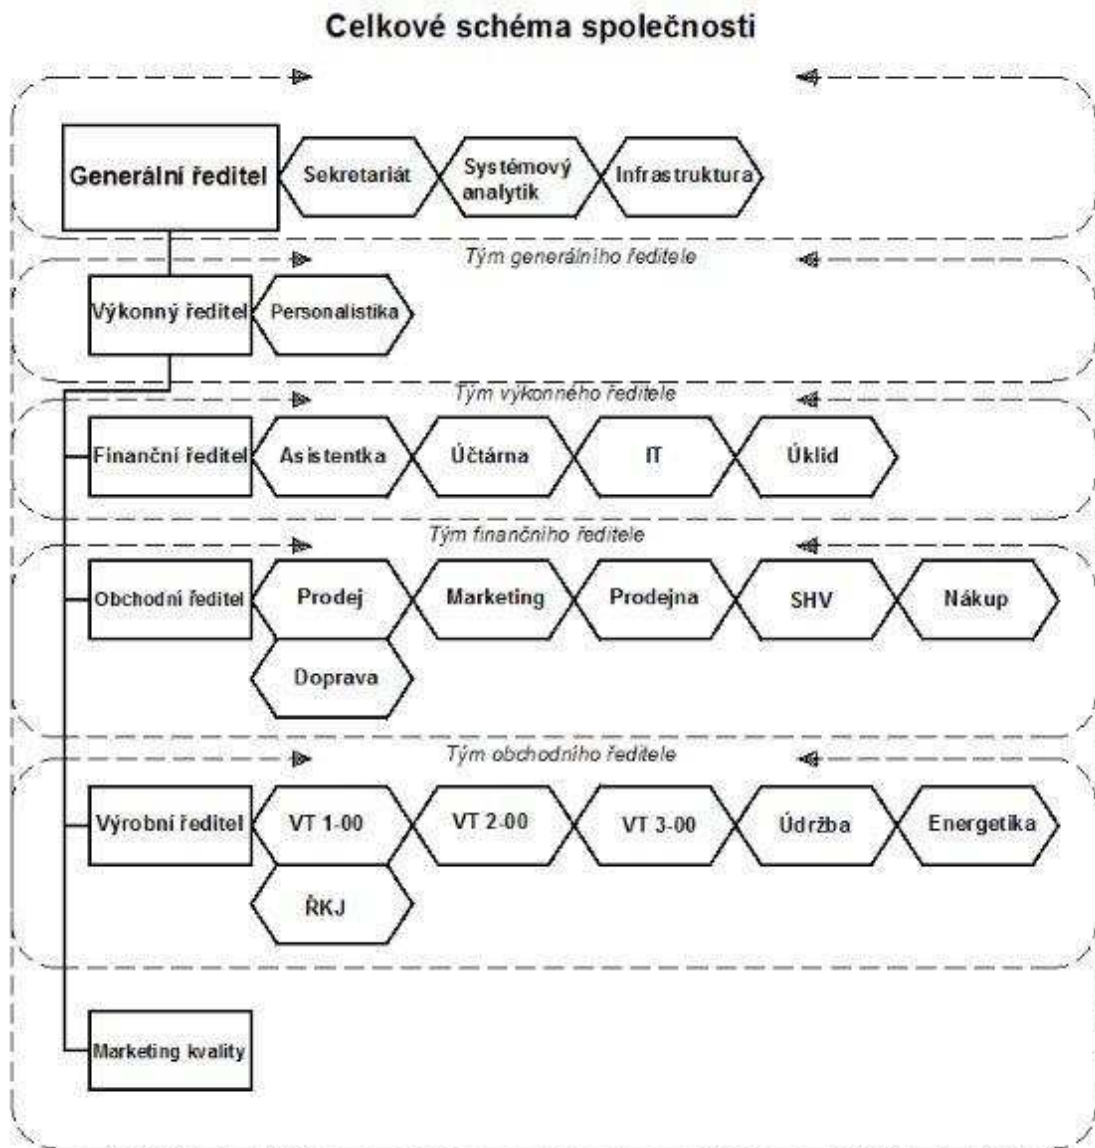 Celkové schéma společnosti
Generální ředitel
Sekretariát
Systémový
analytik
Infrastruktura
Tým generálního ředitele
Výkonný ředitel
Personalistika
Tým výkonného ředitele
Finanční ředitel
Asistentka
Účtárna
IT
Úklid
Tým finančního ředitele
Obchodní ředitel
Prodej
Marketing
Prodejna
SHV
Nákup
Doprava
Tým obchodního ředitele
Výrobní ředitel
VT 1-00
VT 2-00
VT 3-00
Údržba
Energetika
ŘKJ
Marketing kvality